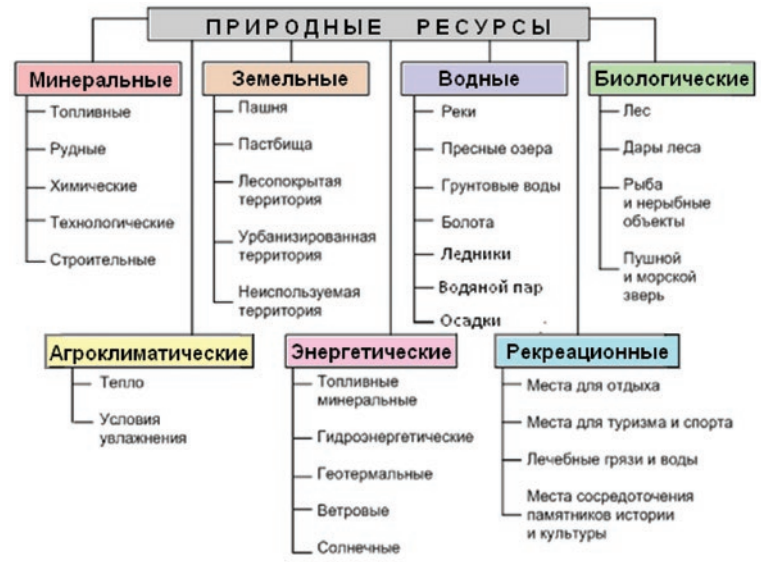 ПРИРОДНЫЕ РЕСУРСЫ
Минеральные
Топливные
Рудные
Химические
Технологические
Строительные
Земельные
Пашня
Пастбища
Лесопокрытая
территория
Урбанизированная
территория
Неиспользуемая
территория
Водные
Реки
Пресные озера
Грунтовые воды
Болота
Ледники
Водяной пар
Осадки
Биологические
Лес
Дары леса
Рыба
и нерыбные
объекты
Пушной
и морской
зверь
Агроклиматические
Тепло
Условия
увлажнения
Энергетические
Топливные
минеральные
Гидроэнергетические
Геотермальные
Ветровые
Солнечные
Рекреационные
Места для отдыха
Места для туризма и спорта
Лечебные грязи и воды
Места сосредоточения
памятников истории
и культуры